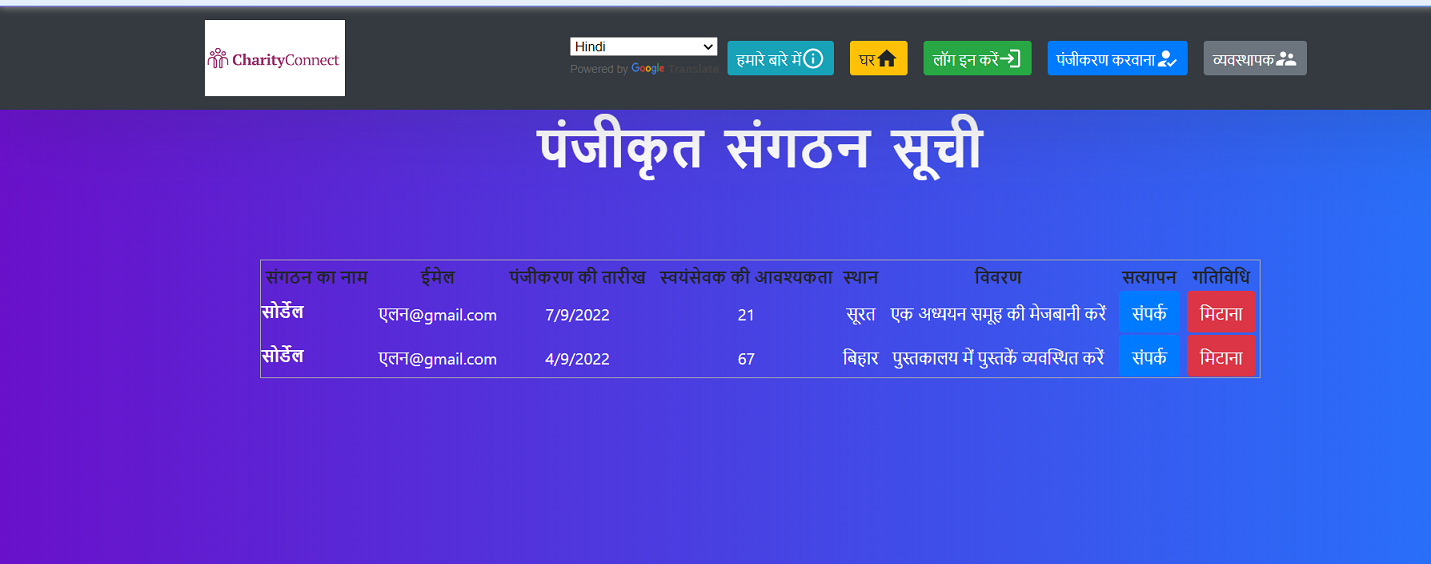 CharityConnect
Hindi
Powered by Google Translate
हमारे बारे में
घर
लॉग इन करें
पंजीकरण करवाना
व्यवस्थापक
पंजीकृत संगठन सूची
संगठन का नाम ईमेल पंजीकरण की तारीख स्वयंसेवक की आवश्यकता स्थान विवरण सत्यापन गतिविधि
सोर्डेल एलन@gmail.com 7/9/2022 21 सूरत एक अध्ययन समूह की मेजबानी करें संपर्क मिटाना
सोर्डेल एलन@gmail.com 4/9/2022 67 बिहार पुस्तकालय में पुस्तकें व्यवस्थित करें संपर्क मिटाना